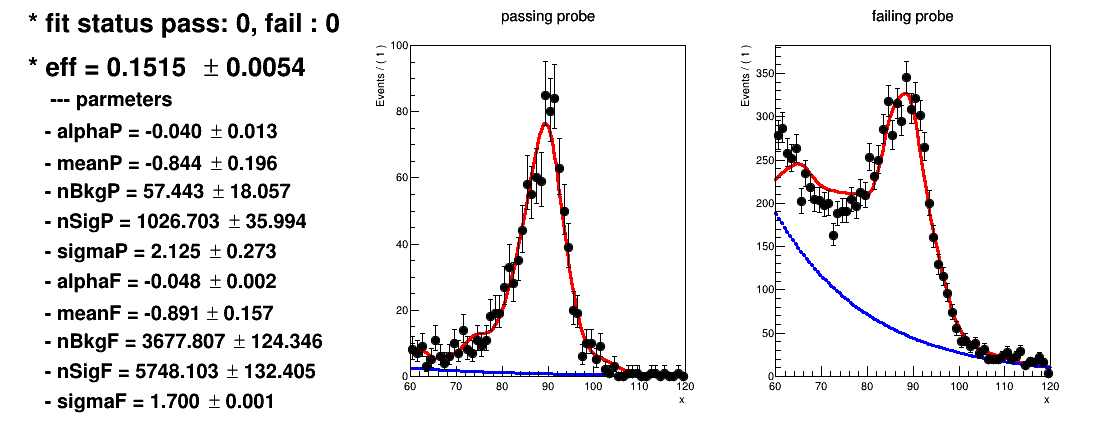 * fit status pass: 0, fail : 0
* eff = 0.1515 ± 0.0054
--- parmeters
- alphaP = -0.040 ± 0.013
- meanP = -0.844 ± 0.196
- nBkgP = 57.443 ± 18.057
- nSigP = 1026.703 ± 35.994
- sigmaP = 2.125 ± 0.273
- alphaF = -0.048 ± 0.002
- meanF = -0.891 ± 0.157
- nBkgF = 3677.807 ± 124.346
- nSigF = 5748.103 ± 132.405
- sigmaF = 1.700 ± 0.001
passing probe
Events / ( 1 )
100
80
60
40
20
0
60 70 80 90 100 110 120
x
failing probe
Events / ( 1 )
350
300
250
200
150
100
50
0
60 70 80 90 100 110 120
x